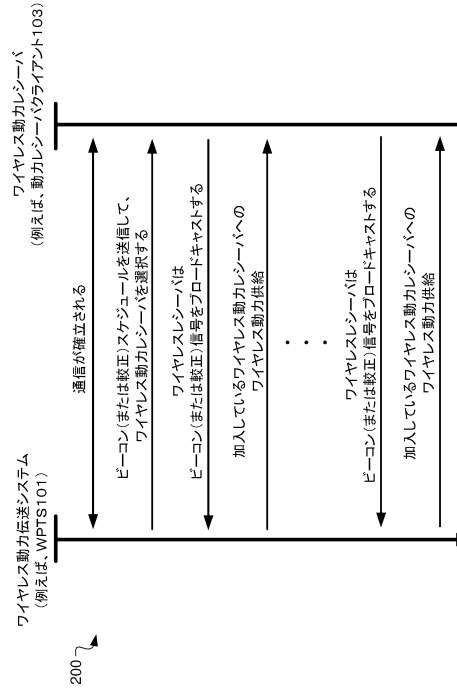 200
ワイヤレス動力伝送システム
(例えば、WPTS101)
ワイヤレス動力レシーバ
(例えば、動力レシーバクライアント103)
通信が確立される
ビーコン(または較正)スケジュールを送信して、
ワイヤレス動力レシーバを選択する
ワイヤレスレシーバは
ビーコン(または較正)信号をブロードキャストする
加入しているワイヤレス動力レシーバへの
ワイヤレス動力供給
・・・
ワイヤレスレシーバは
ビーコン(または較正)信号をブロードキャストする
加入しているワイヤレス動力レシーバへの
ワイヤレス動力供給